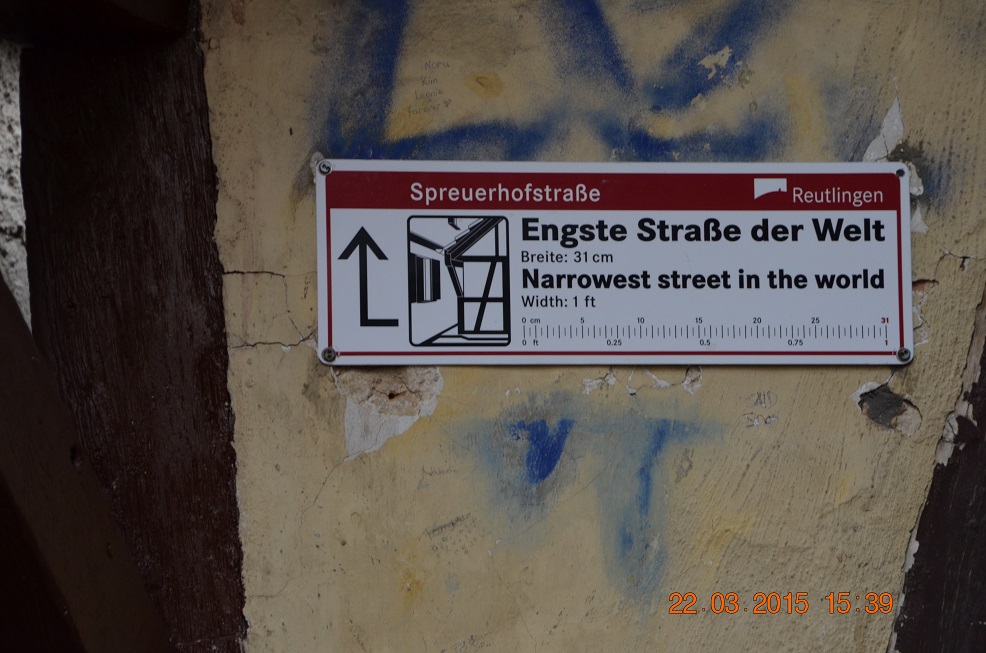 Spreuerhofstraße
Reutlingen
Engste Straße der Welt
Breite: 31 cm
Narrowest street in the world
Width: 1 ft
0 cm 5 10 15 20 25 31
0 ft 0.25 0.5 0.75 1
22.03.2015 15:39